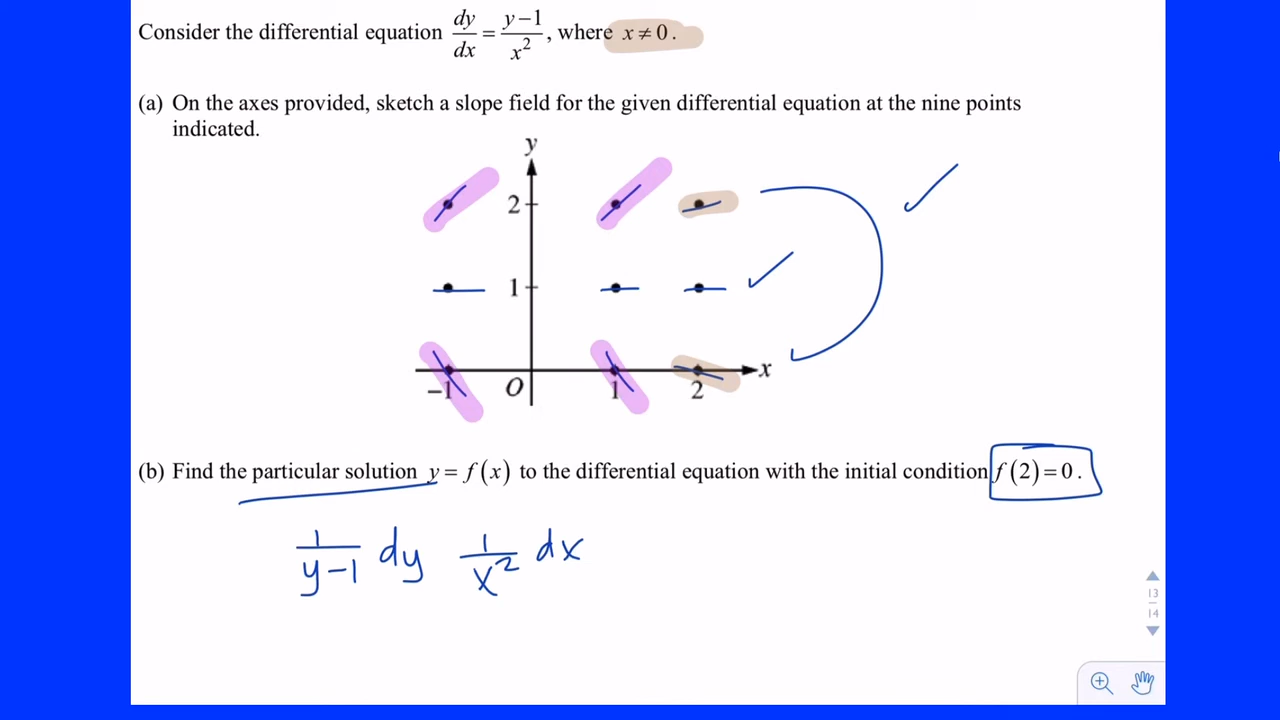 Consider the differential equation dy/dx = (y−1)/x², where x ≠ 0.
(a) On the axes provided, sketch a slope field for the given differential equation at the nine points
indicated.
y
2
1
−1 O 1 2 x
(b) Find the particular solution y = f(x) to the differential equation with the initial condition f(2) = 0.
1/(y−1) dy 1/x² dx
13
14